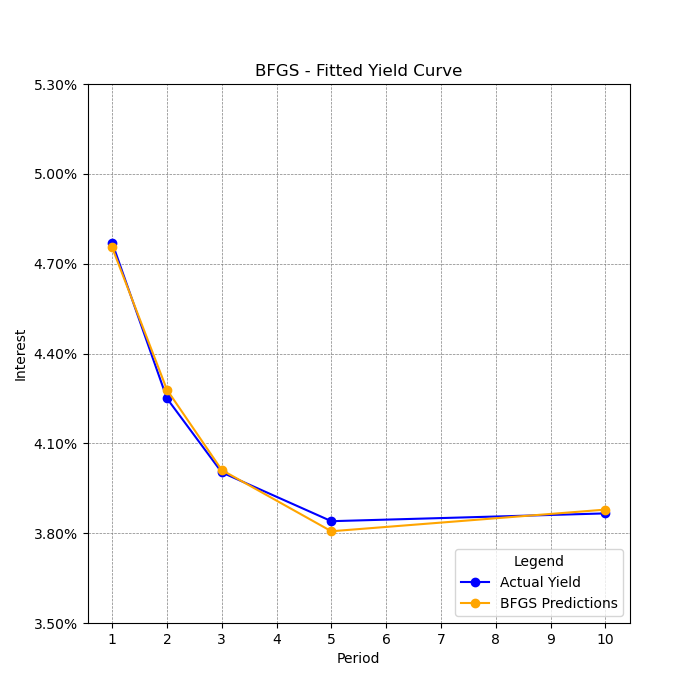 BFGS - Fitted Yield Curve
5.30%
5.00%
4.70%
4.40%
4.10%
3.80%
3.50%
Interest
Legend
Actual Yield
BFGS Predictions
1 2 3 4 5 6 7 8 9 10
Period